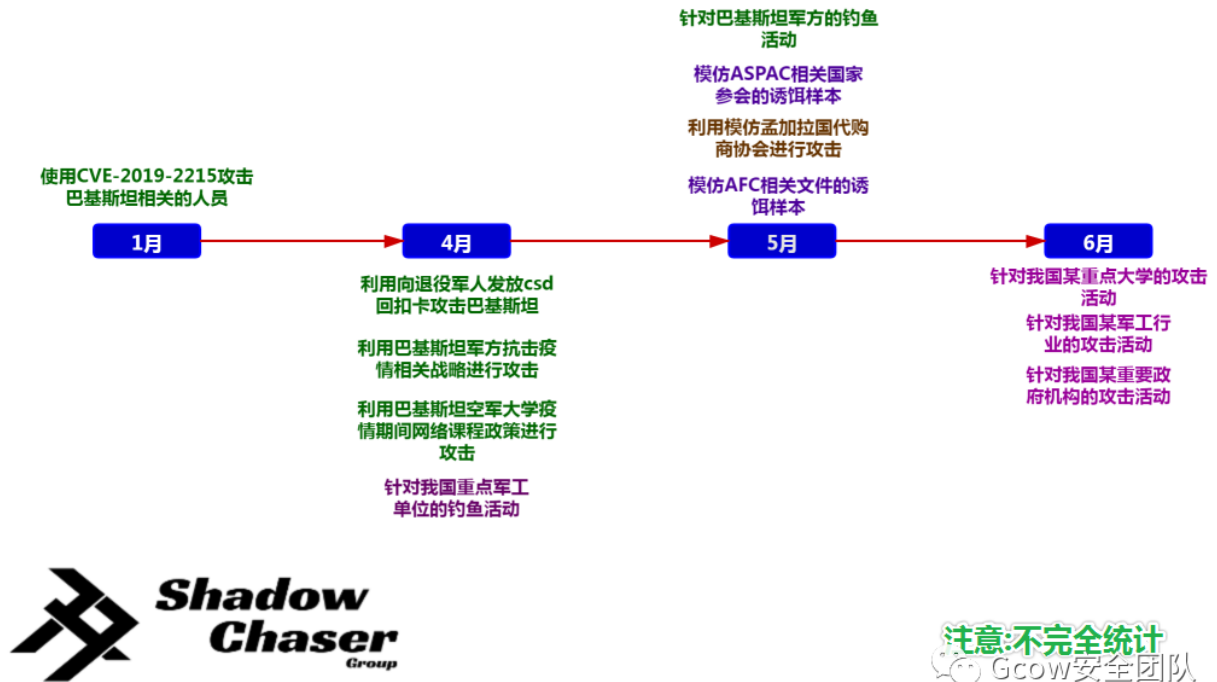 针对巴基斯坦军方的钓鱼
活动
模仿ASPAC相关国家
参会的诱饵样本
利用模仿孟加拉国代购
商协会进行攻击
模仿AFC相关文件的诱
饵样本
使用CVE-2019-2215攻击
巴基斯坦相关的人员
1月
4月
5月
6月
利用向退役军人发放csd
回扣卡攻击巴基斯坦
利用巴基斯坦军方抗击疫
情相关战略进行攻击
利用巴基斯坦空军大学疫
情期间网络课程政策进行
攻击
针对我国重点军工
单位的钓鱼活动
针对我国某重点大学的攻击
活动
针对我国某军工行
业的攻击活动
针对我国某重要政
府机构的攻击活动
Shadow
Chaser
Group
注意:不完全统计
Gcow安全团队